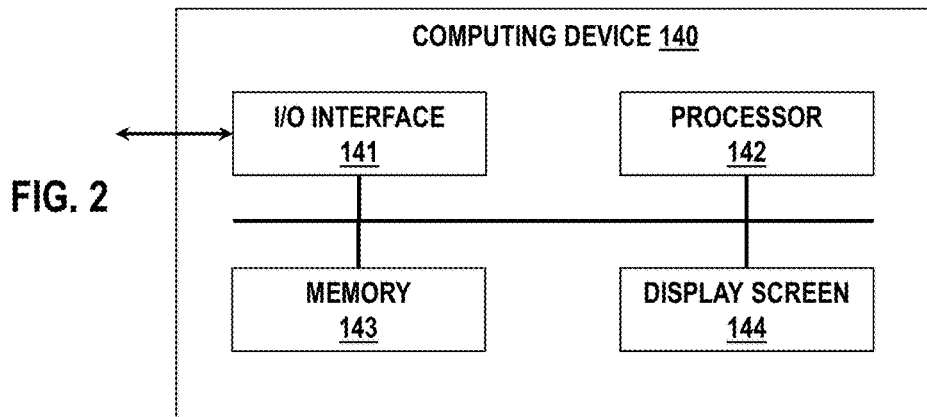 COMPUTING DEVICE 140
I/O INTERFACE
141
PROCESSOR
142
FIG. 2
MEMORY
143
DISPLAY SCREEN
144